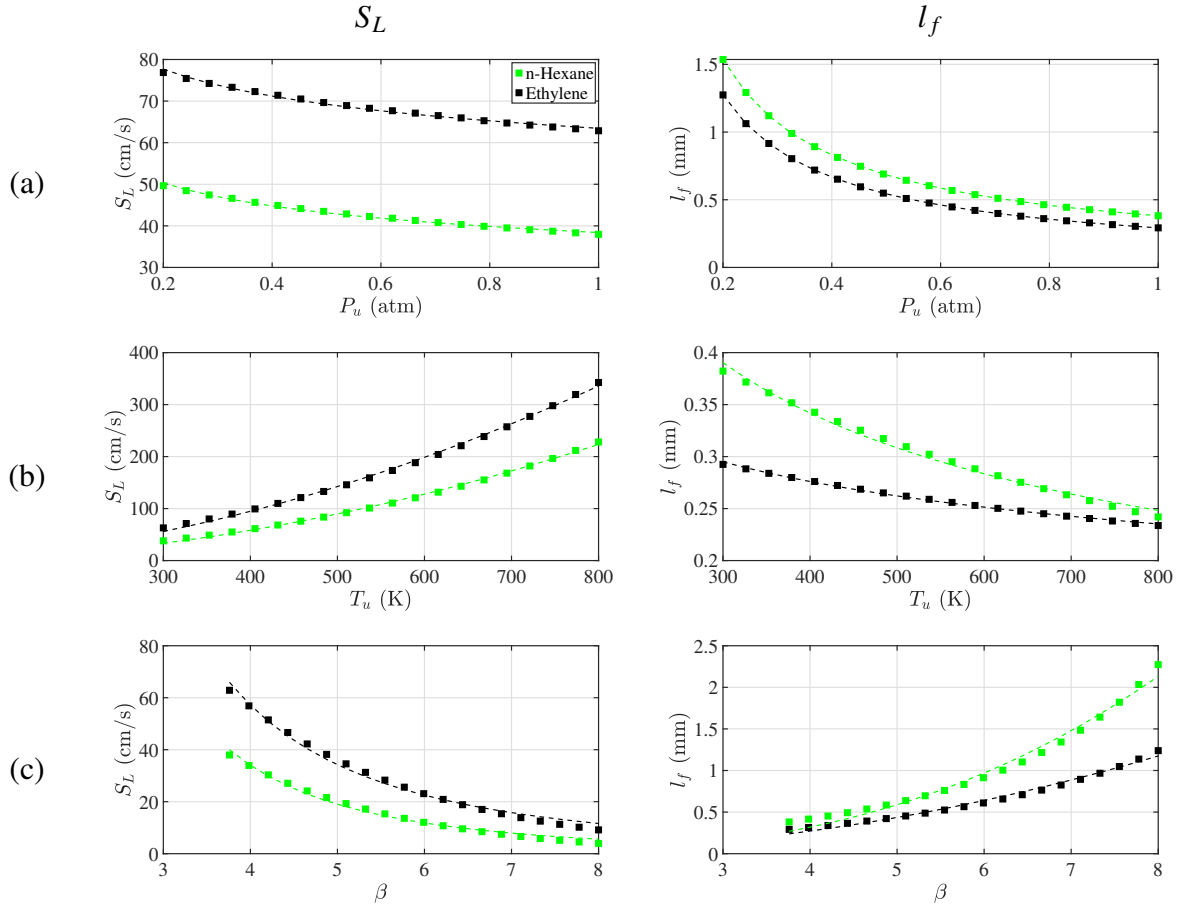 S_L l_f
(a)
80
70
60
50
40
30
S_L (cm/s)
0.2 0.4 0.6 0.8 1
P_u (atm)
n-Hexane
Ethylene
1.5
1
0.5
0
l_f (mm)
0.2 0.4 0.6 0.8 1
P_u (atm)
(b)
400
300
200
100
0
S_L (cm/s)
300 400 500 600 700 800
T_u (K)
0.4
0.35
0.3
0.25
0.2
l_f (mm)
300 400 500 600 700 800
T_u (K)
(c)
80
60
40
20
0
S_L (cm/s)
3 4 5 6 7 8
β
2.5
2
1.5
1
0.5
0
l_f (mm)
3 4 5 6 7 8
β